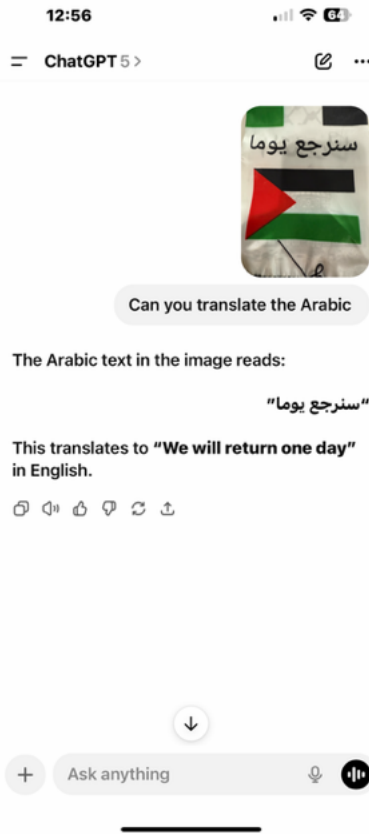 12:56
64
ChatGPT 5 >
سنرجع يوما
Can you translate the Arabic
The Arabic text in the image reads:
“سنرجع يوما”
This translates to “We will return one day”
in English.
Ask anything